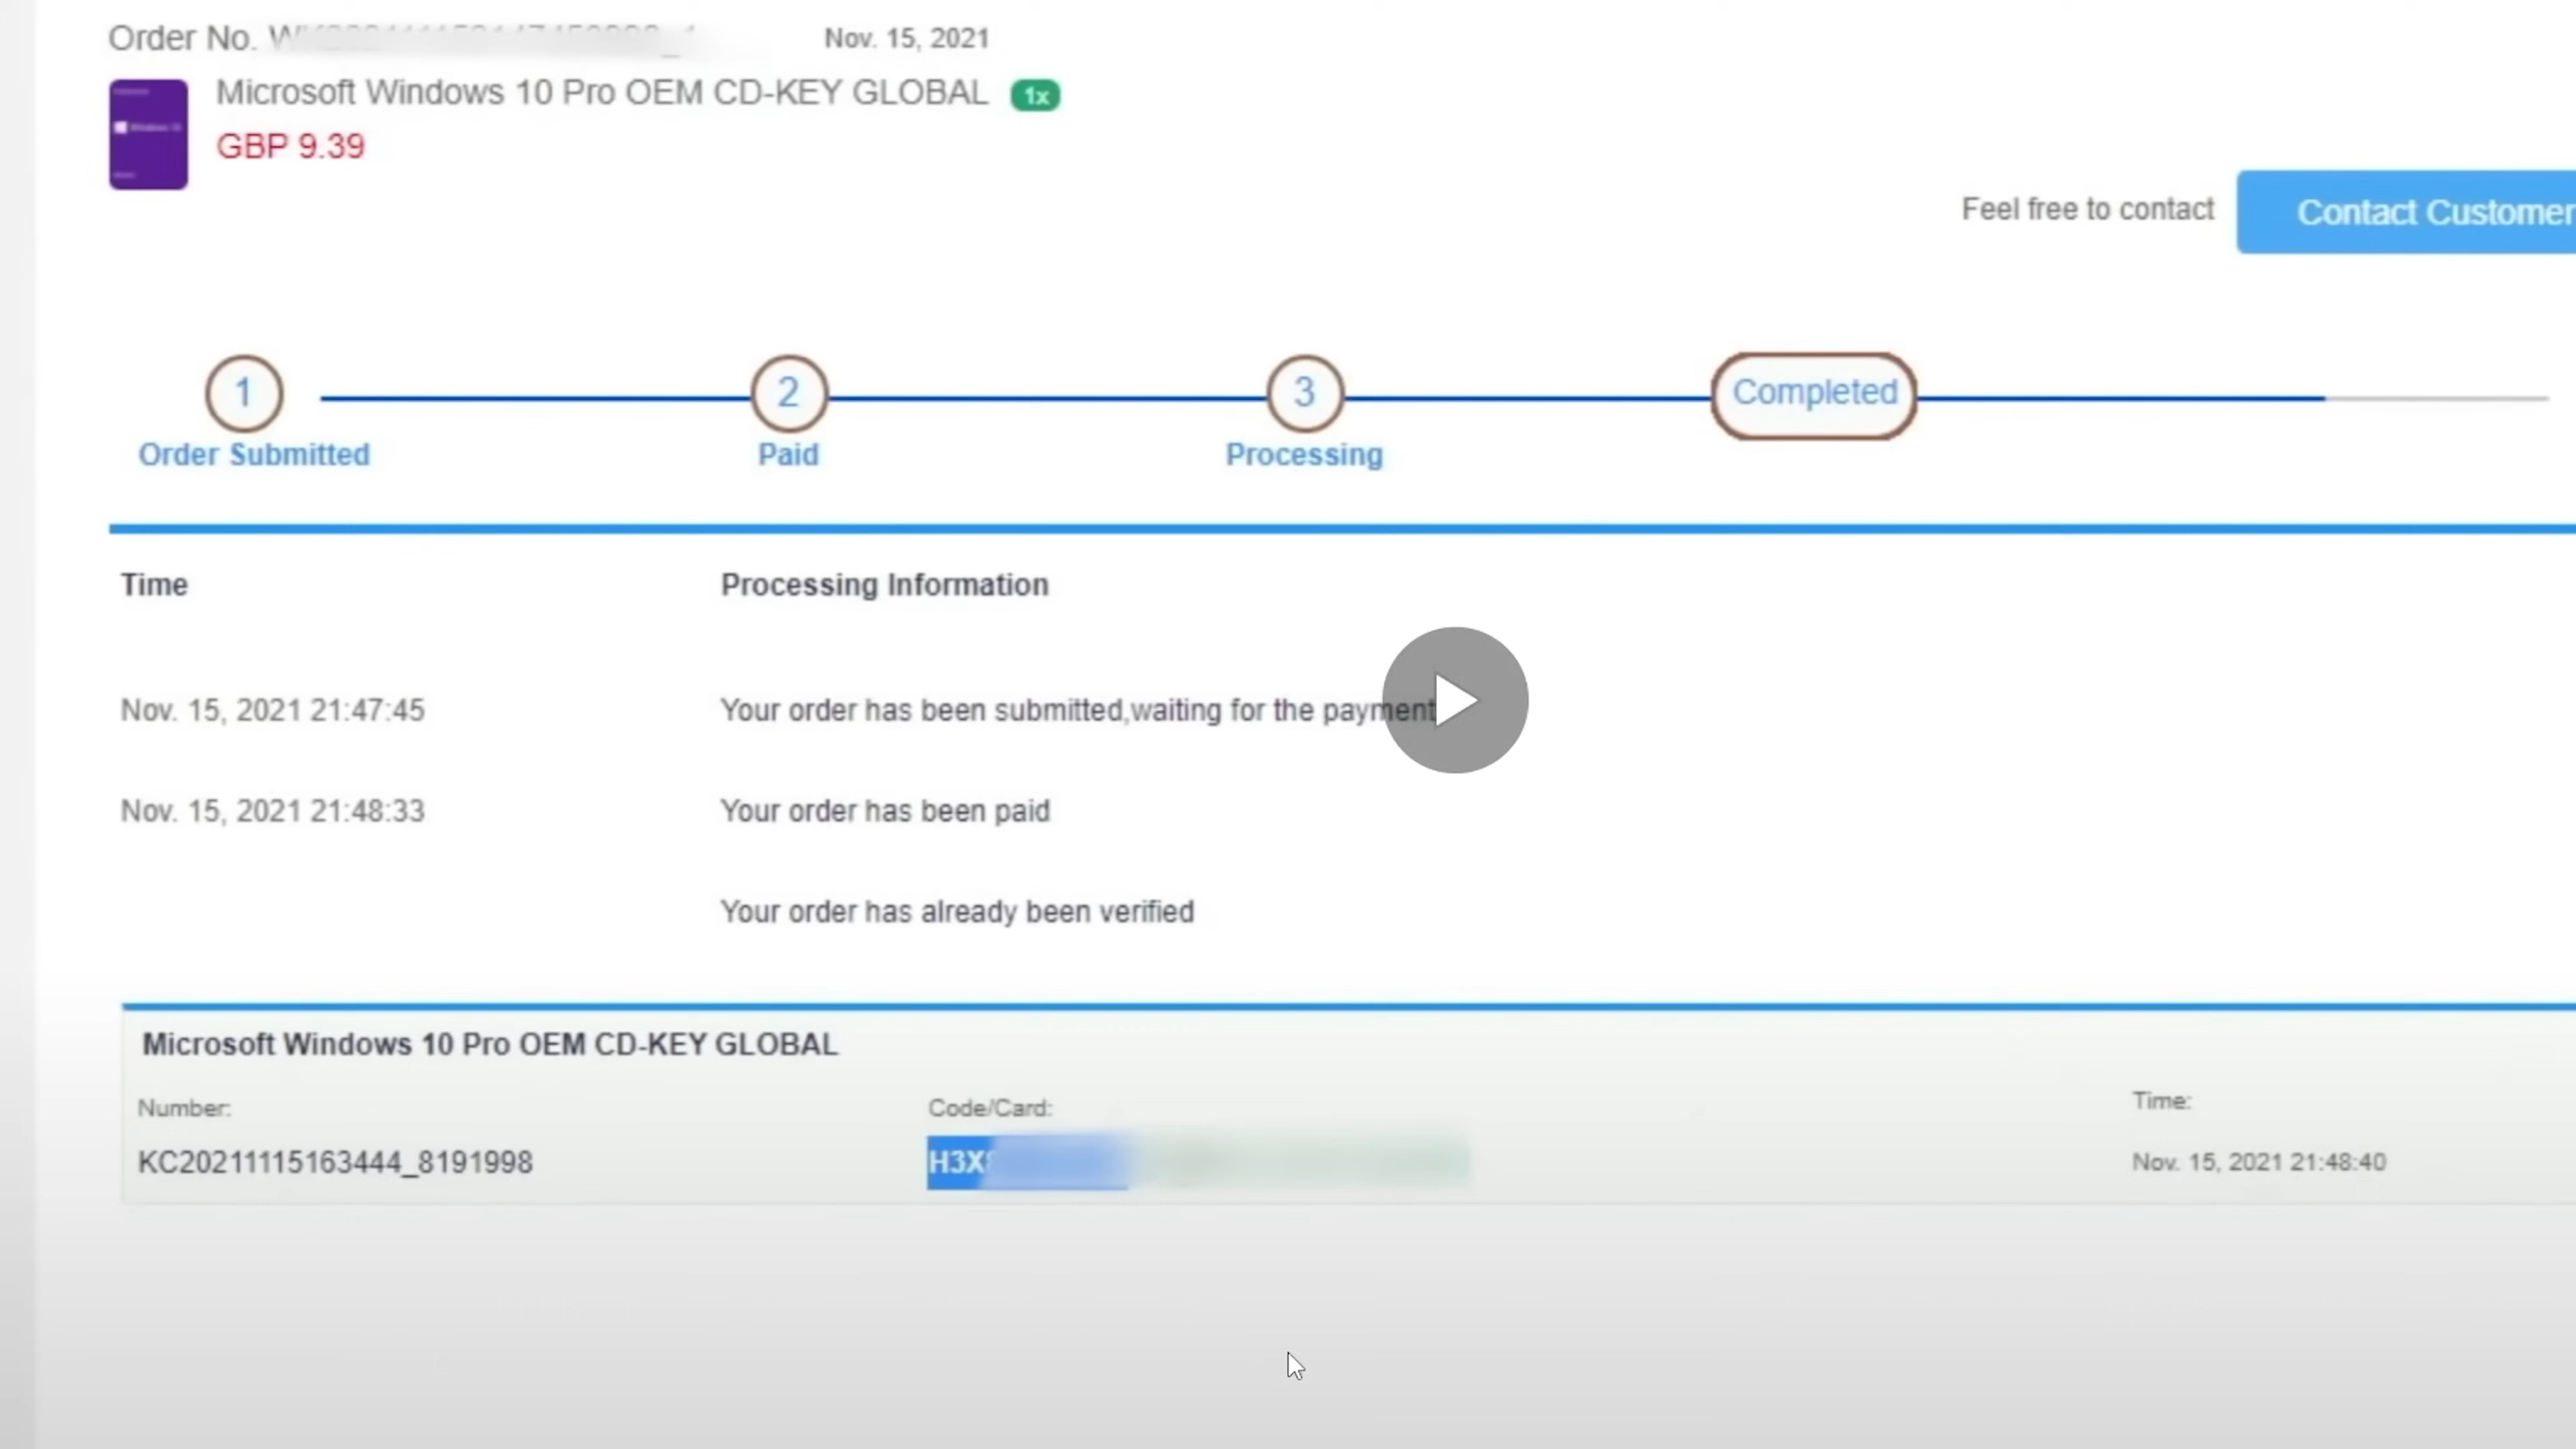 Order No.
Nov. 15, 2021
Microsoft Windows 10 Pro OEM CD-KEY GLOBAL 1x
GBP 9.39
Feel free to contact
Contact Customer
1
2
3
Completed
Order Submitted
Paid
Processing
Time
Processing Information
Nov. 15, 2021 21:47:45
Your order has been submitted,waiting for the payment
Nov. 15, 2021 21:48:33
Your order has been paid
Your order has already been verified
Microsoft Windows 10 Pro OEM CD-KEY GLOBAL
Number:
Code/Card:
Time:
KC20211115163444_8191998
H3X
Nov. 15, 2021 21:48:40